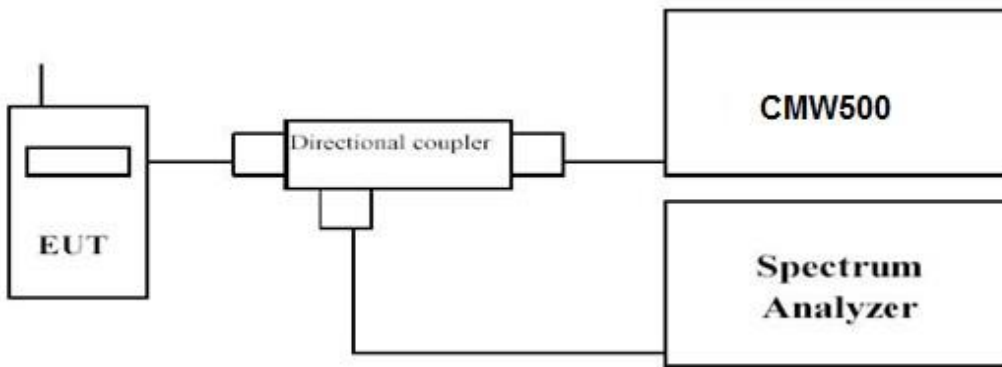 EUT
Directional coupler
CMW500
Spectrum
Analyzer